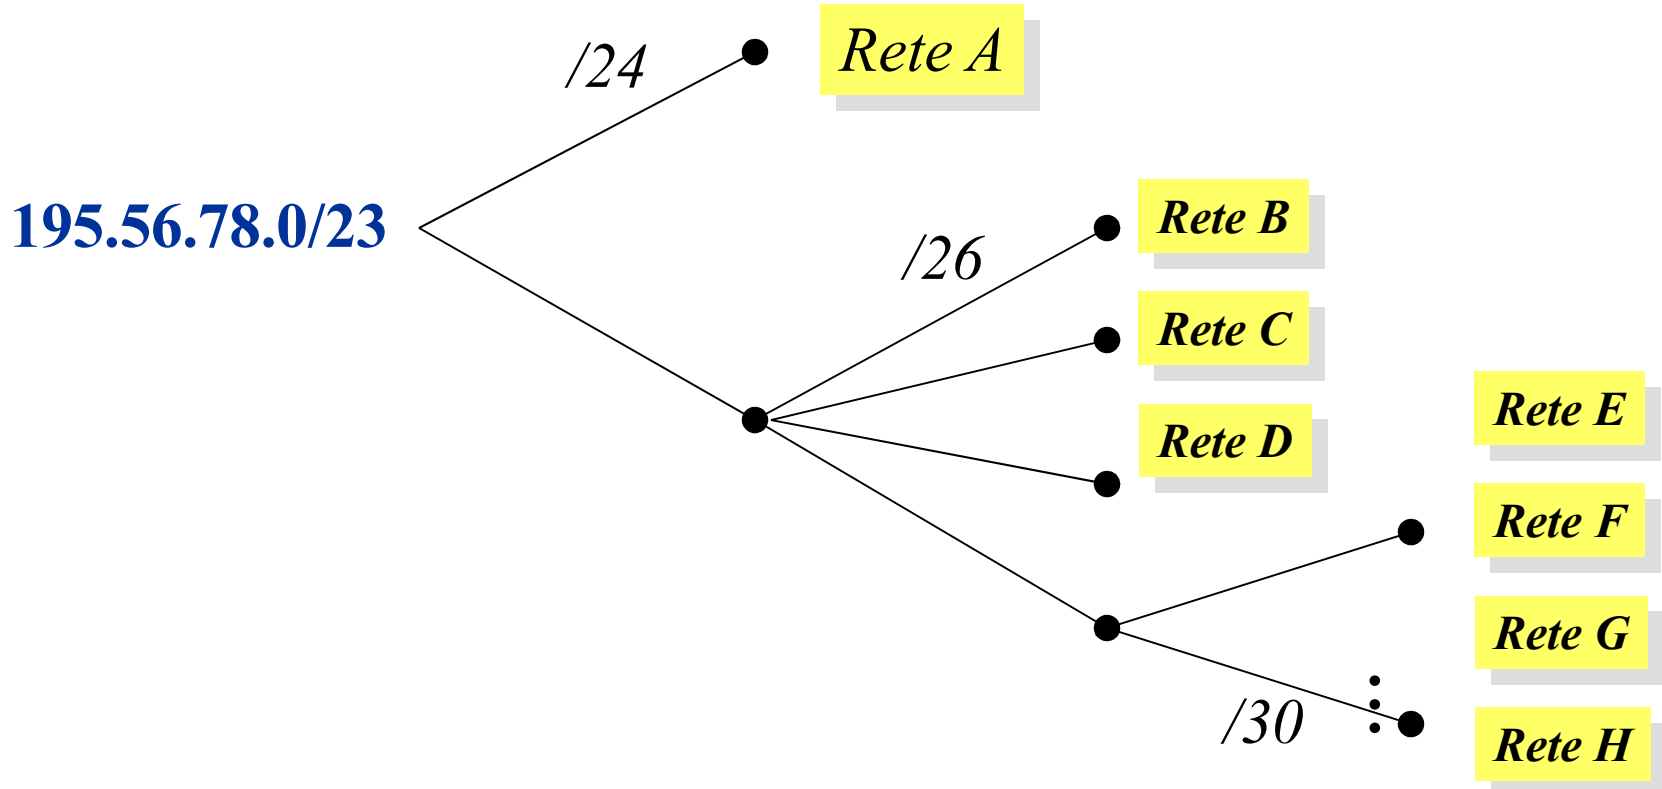 /24
Rete A
195.56.78.0/23
/26
Rete B
Rete C
Rete D
Rete E
Rete F
Rete G
/30
Rete H